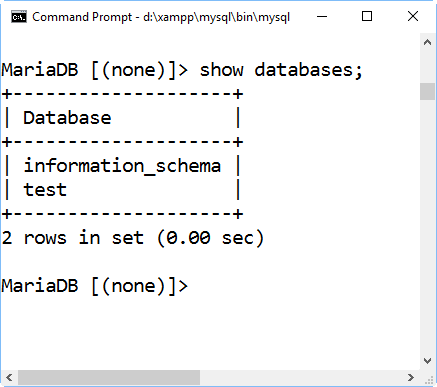 Command Prompt - d:\xampp\mysql\bin\mysql
MariaDB [(none)]> show databases;
+--------------------+
| Database           |
+--------------------+
| information_schema |
| test               |
+--------------------+
2 rows in set (0.00 sec)
MariaDB [(none)]>